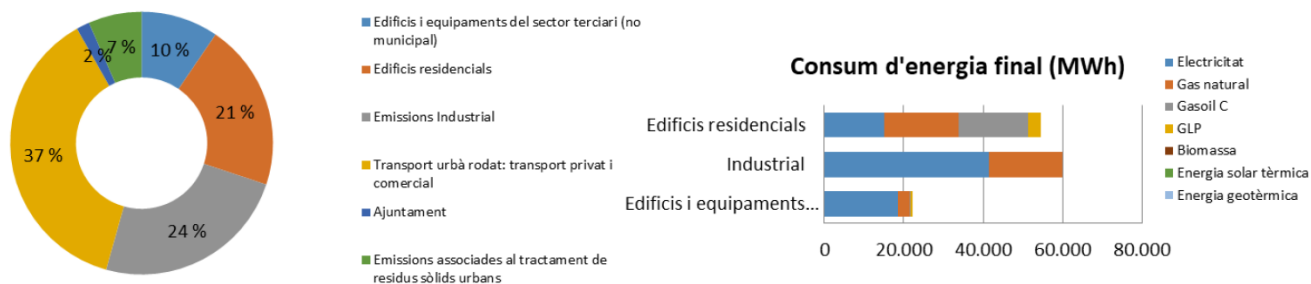 10 %
21 %
24 %
37 %
2 %
7 %
Edificis i equipaments del sector terciari (no
municipal)
Edificis residencials
Emissions Industrial
Transport urbà rodat: transport privat i
comercial
Ajuntament
Emissions associades al tractament de
residus sòlids urbans
Consum d'energia final (MWh)
Edificis residencials
Industrial
Edificis i equipaments...
0 20.000 40.000 60.000 80.000
Electricitat
Gas natural
Gasoil C
GLP
Biomassa
Energia solar tèrmica
Energia geotèrmica